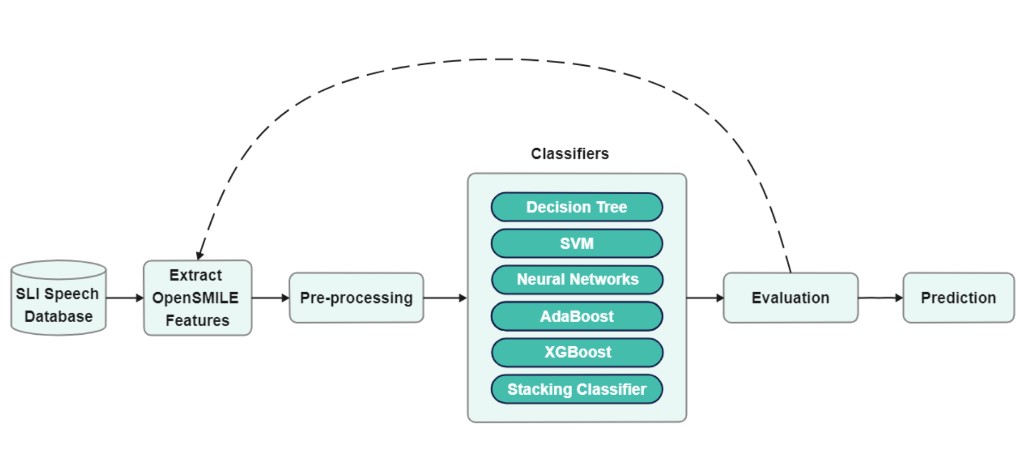 Classifiers
SLI Speech
Database
Extract
OpenSMILE
Features
Pre-processing
Decision Tree
SVM
Neural Networks
AdaBoost
XGBoost
Stacking Classifier
Evaluation
Prediction